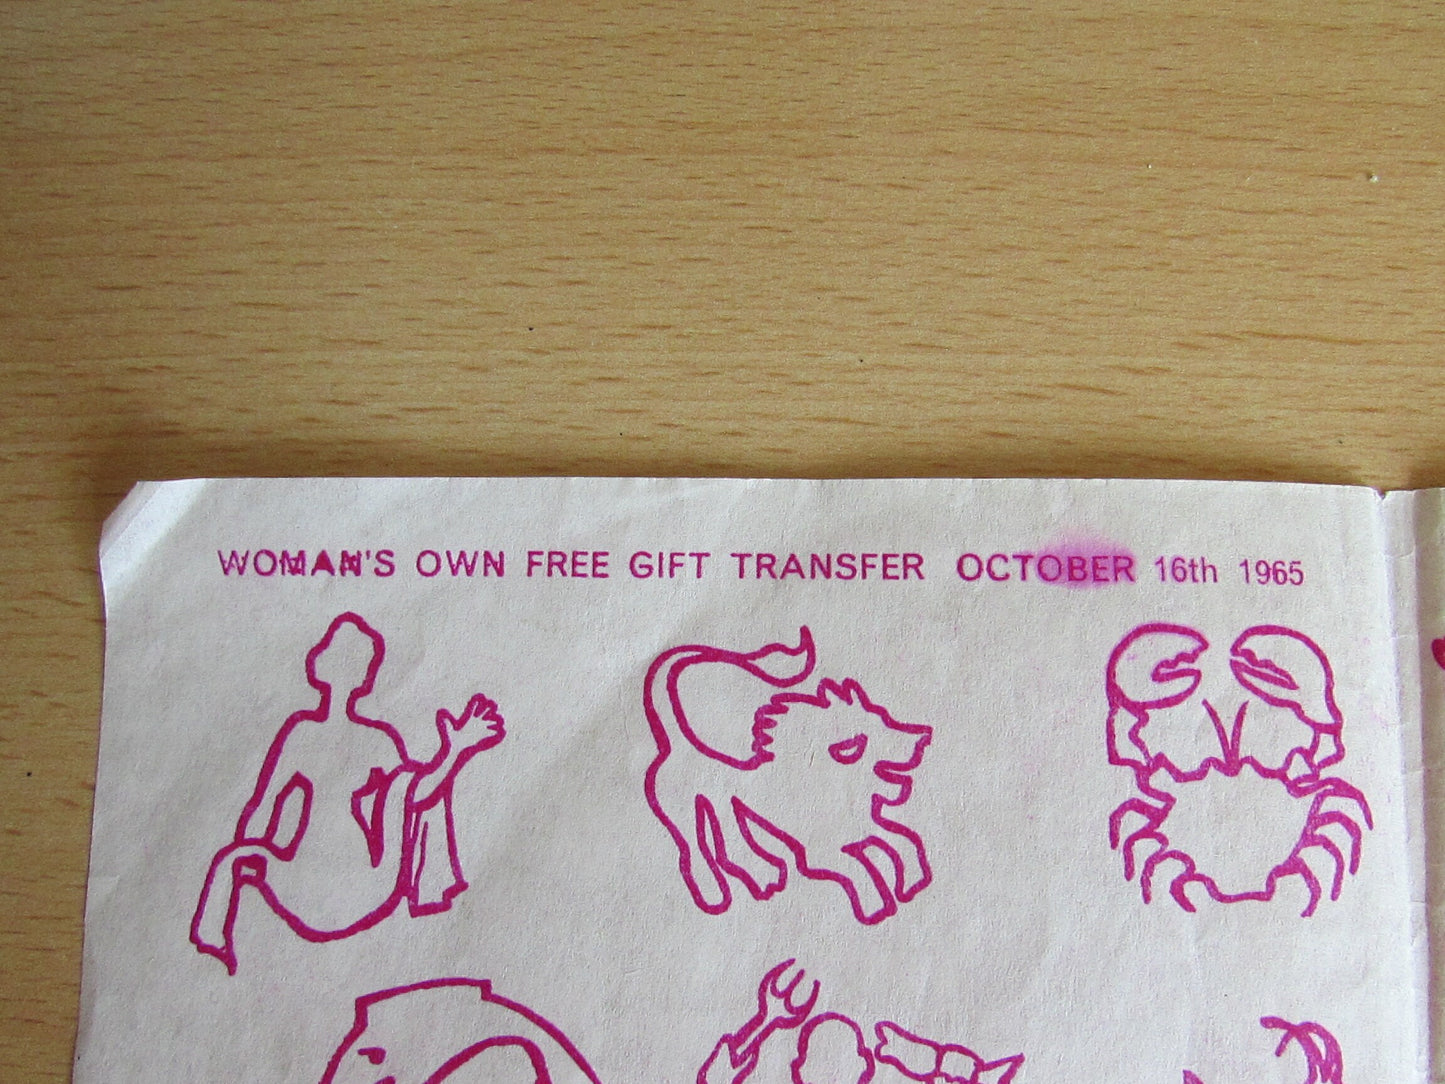 WOMAN'S OWN FREE GIFT TRANSFER OCTOBER 16th 1965